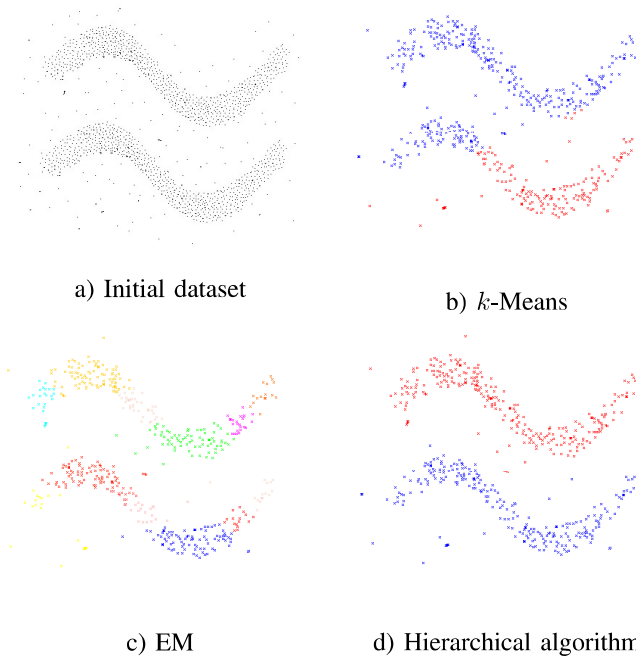 a) Initial dataset
b) k-Means
c) EM
d) Hierarchical algorithm